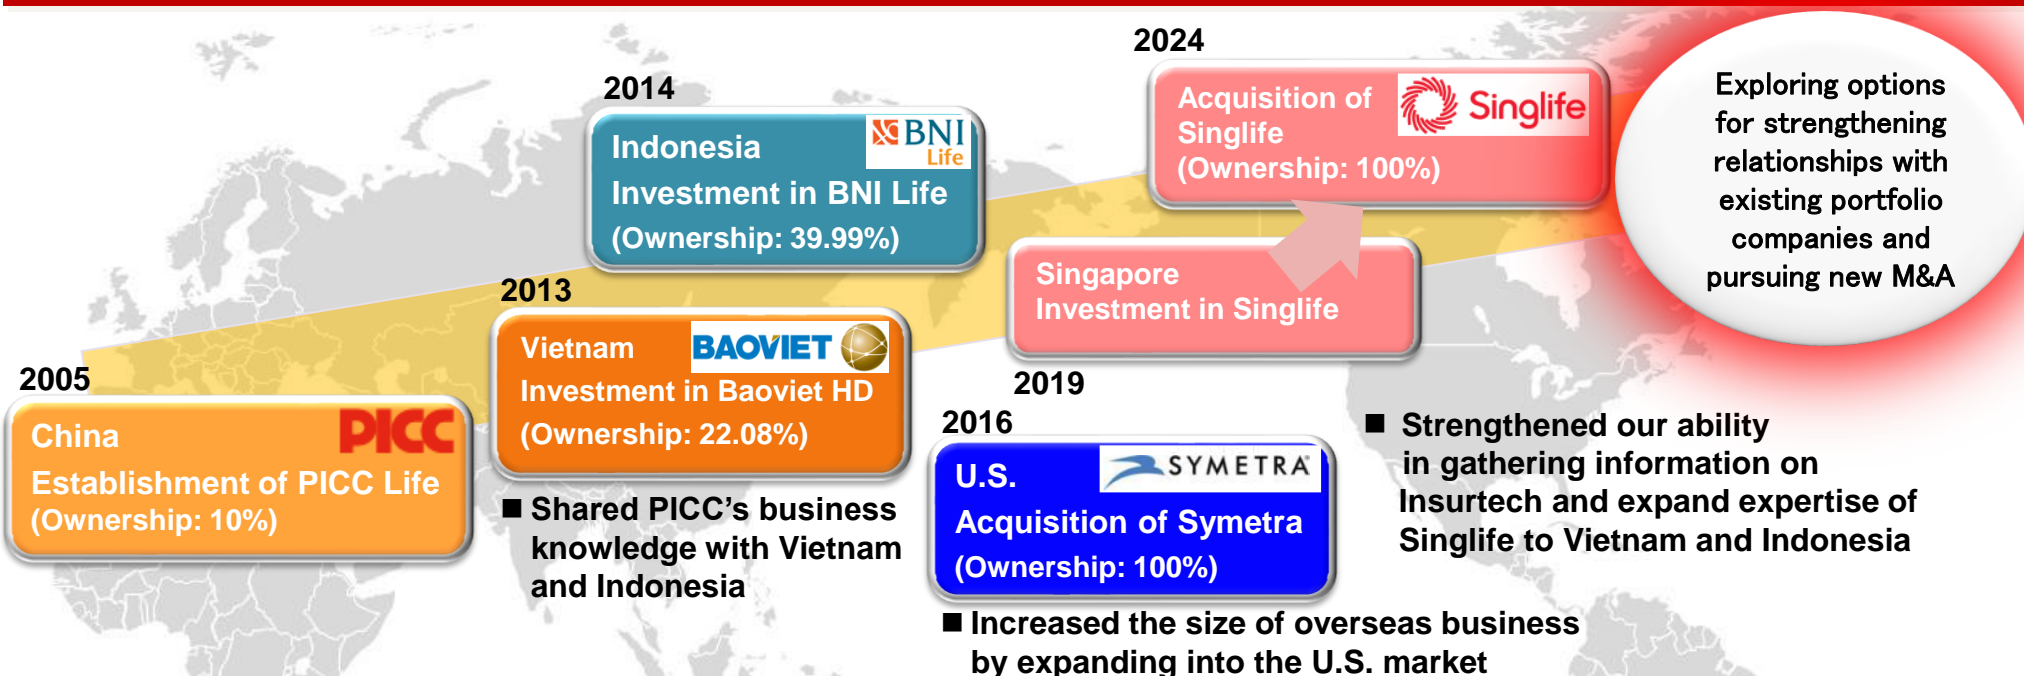 2005
China
PICC
Establishment of PICC Life
(Ownership: 10%)
2013
Vietnam
BAOVIET
Investment in Baoviet HD
(Ownership: 22.08%)
■ Shared PICC's business
knowledge with Vietnam
and Indonesia
2014
Indonesia
BNI
Life
Investment in BNI Life
(Ownership: 39.99%)
2016
U.S.
SYMETRA
Acquisition of Symetra
(Ownership: 100%)
■ Increased the size of overseas business
by expanding into the U.S. market
Singapore
Investment in Singlife
2019
2024
Acquisition of
Singlife
(Ownership: 100%)
Singlife
■ Strengthened our ability
in gathering information on
Insurtech and expand expertise of
Singlife to Vietnam and Indonesia
Exploring options
for strengthening
relationships with
existing portfolio
companies and
pursuing new M&A